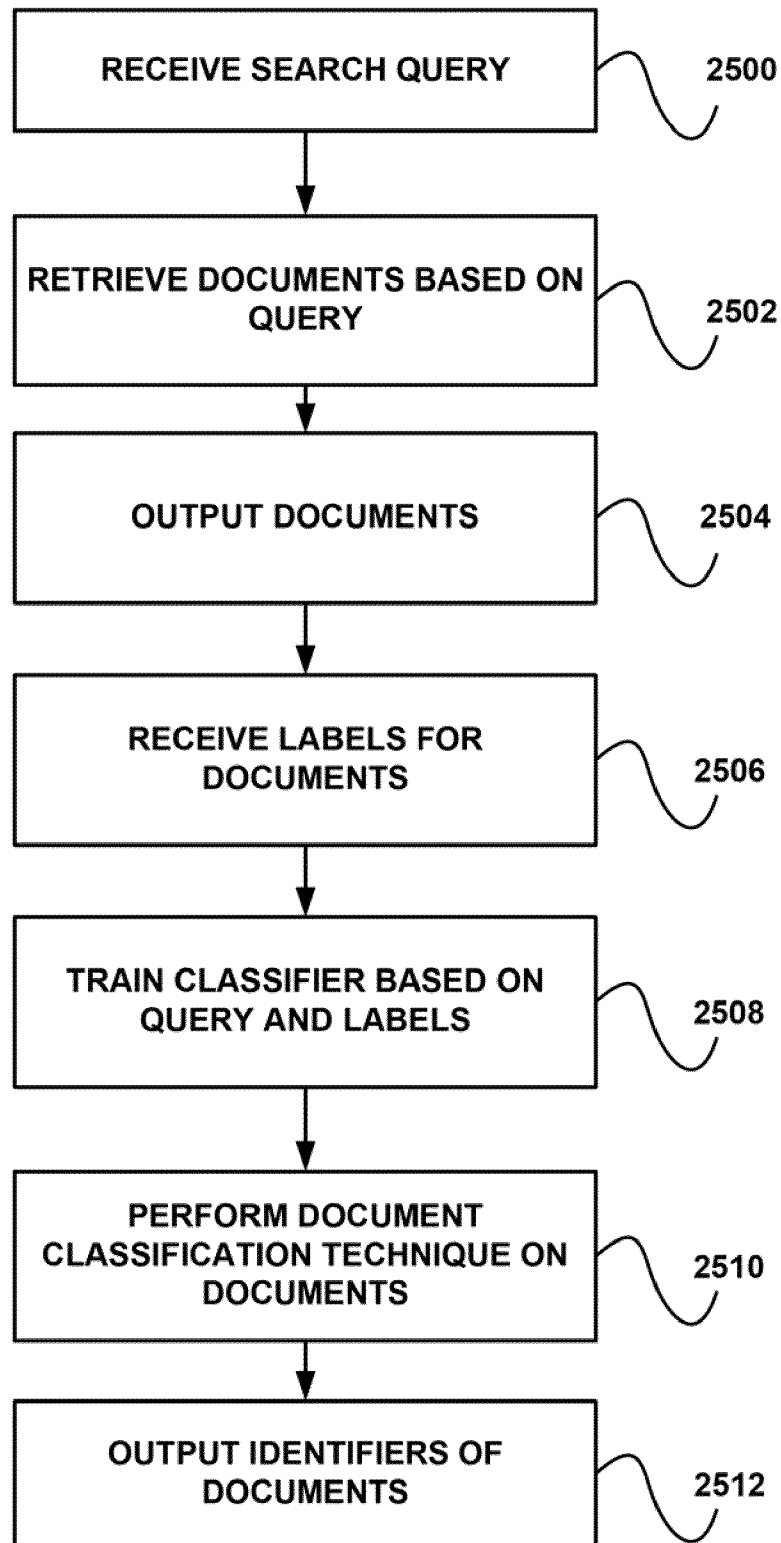 RECEIVE SEARCH QUERY
2500
RETRIEVE DOCUMENTS BASED ON
QUERY
2502
OUTPUT DOCUMENTS
2504
RECEIVE LABELS FOR
DOCUMENTS
2506
TRAIN CLASSIFIER BASED ON
QUERY AND LABELS
2508
PERFORM DOCUMENT
CLASSIFICATION TECHNIQUE ON
DOCUMENTS
2510
OUTPUT IDENTIFIERS OF
DOCUMENTS
2512